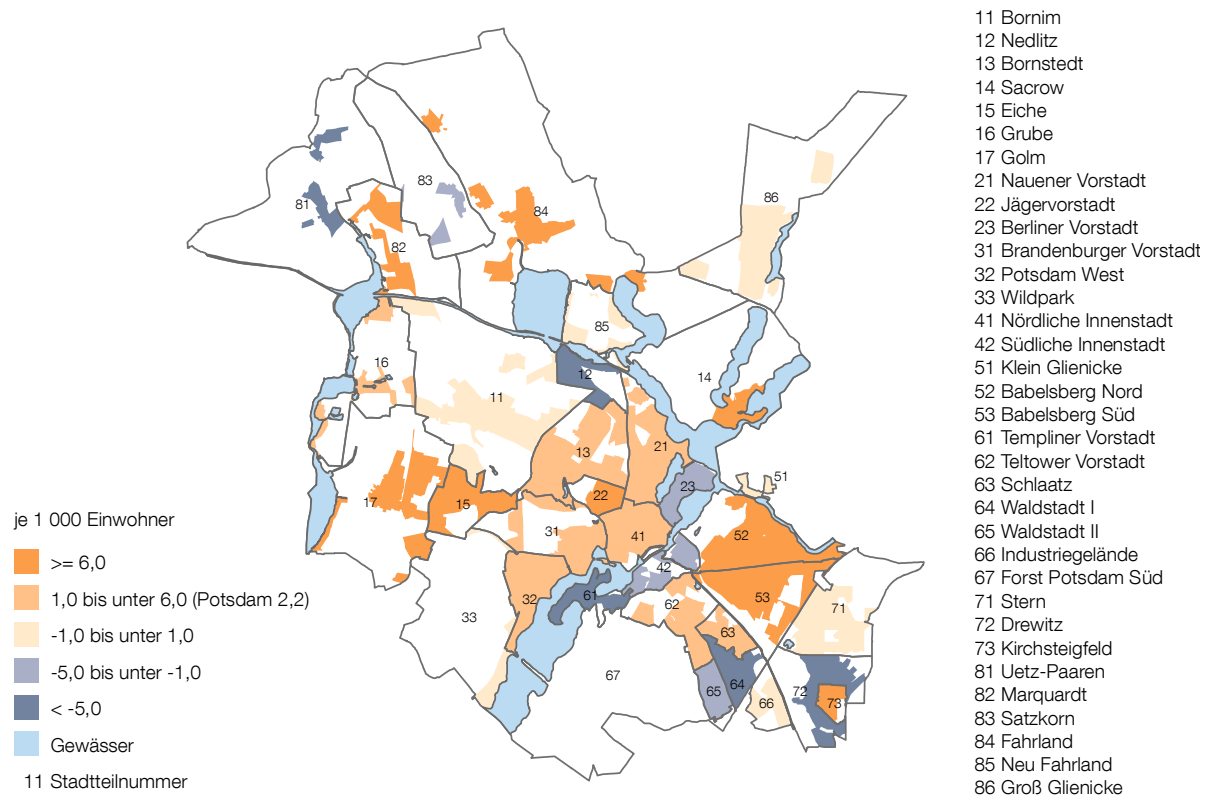 je 1 000 Einwohner
>= 6,0
1,0 bis unter 6,0 (Potsdam 2,2)
-1,0 bis unter 1,0
-5,0 bis unter -1,0
< -5,0
Gewässer
11 Stadtteilnummer
83
81
84
86
82
85
16
12
14
11
13
21
51
23
17
15
22
52
31
41
42
61
32
53
62
71
33
63
67
64
65
72
66
73
11 Bornim
12 Nedlitz
13 Bornstedt
14 Sacrow
15 Eiche
16 Grube
17 Golm
21 Nauener Vorstadt
22 Jägervorstadt
23 Berliner Vorstadt
31 Brandenburger Vorstadt
32 Potsdam West
33 Wildpark
41 Nördliche Innenstadt
42 Südliche Innenstadt
51 Klein Glienicke
52 Babelsberg Nord
53 Babelsberg Süd
61 Templiner Vorstadt
62 Teltower Vorstadt
63 Schlaatz
64 Waldstadt I
65 Waldstadt II
66 Industriegelände
67 Forst Potsdam Süd
71 Stern
72 Drewitz
73 Kirchsteigfeld
81 Uetz-Paaren
82 Marquardt
83 Satzkorn
84 Fahrland
85 Neu Fahrland
86 Groß Glienicke